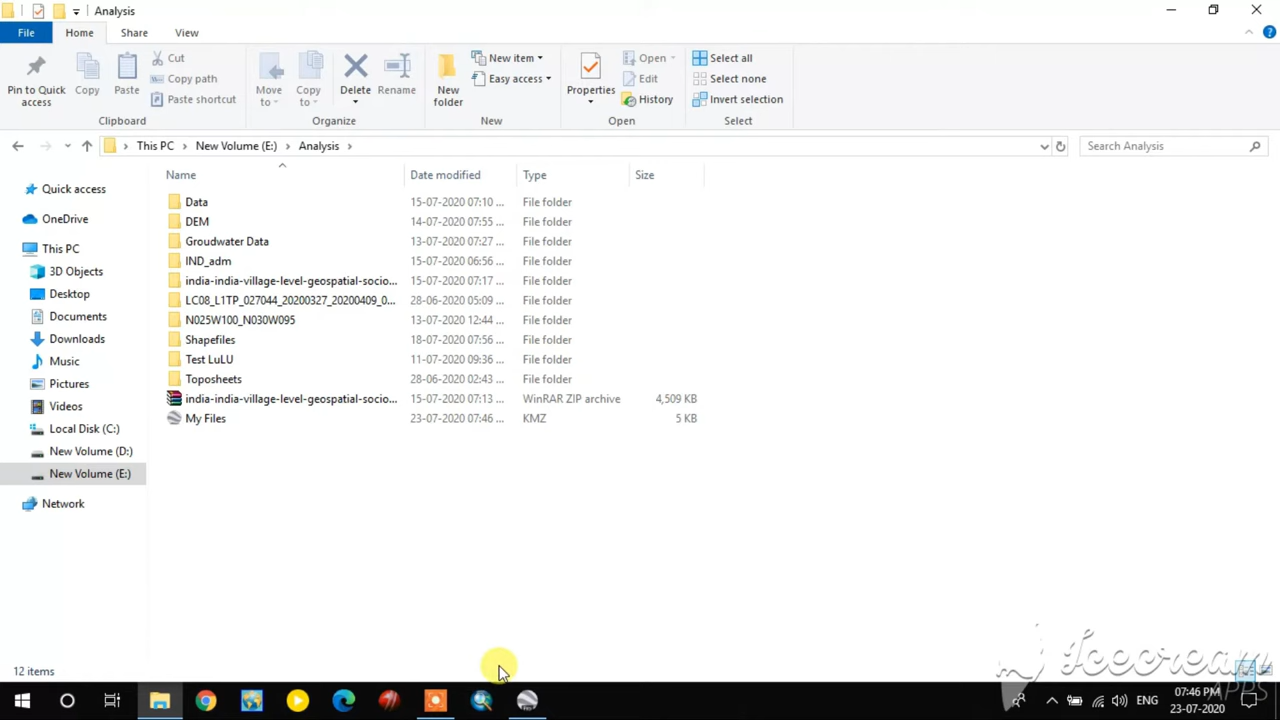 Analysis
File Home Share View
Pin to Quick access
Copy
Paste
Cut
Copy path
Paste shortcut
Clipboard
Move to
Copy to
Delete
Rename
Organize
New folder
New item
Easy access
New
Properties
Open
Edit
History
Open
Select all
Select none
Invert selection
Select
This PC > New Volume (E:) > Analysis >
Search Analysis
Quick access
OneDrive
This PC
3D Objects
Desktop
Documents
Downloads
Music
Pictures
Videos
Local Disk (C:)
New Volume (D:)
New Volume (E:)
Network
Name Date modified Type Size
Data 15-07-2020 07:10 ... File folder
DEM 14-07-2020 07:55 ... File folder
Groudwater Data 13-07-2020 07:27 ... File folder
IND_adm 15-07-2020 06:56 ... File folder
india-india-village-level-geospatial-socio... 15-07-2020 07:17 ... File folder
LC08_L1TP_027044_20200327_20200409_0... 28-06-2020 05:09 ... File folder
N025W100_N030W095 13-07-2020 12:44 ... File folder
Shapefiles 18-07-2020 07:56 ... File folder
Test LuLU 11-07-2020 09:36 ... File folder
Toposheets 28-06-2020 02:43 ... File folder
india-india-village-level-geospatial-socio... 15-07-2020 07:13 ... WinRAR ZIP archive 4,509 KB
My Files 23-07-2020 07:46 ... KMZ 5 KB
12 items
Icecream
APPS
ENG
07:46 PM
23-07-2020